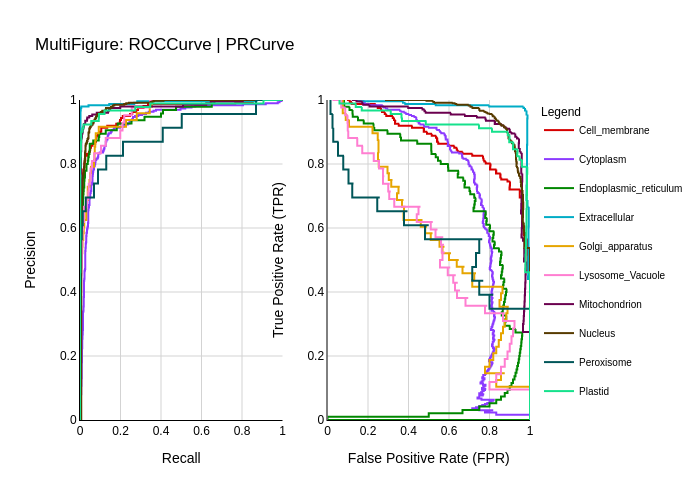 MultiFigure: ROCCurve | PRCurve
Precision
1
0.8
0.6
0.4
0.2
0
0
0.2
0.4
0.6
0.8
1
Recall
True Positive Rate (TPR)
1
0.8
0.6
0.4
0.2
0
0
0.2
0.4
0.6
0.8
1
False Positive Rate (FPR)
Legend
Cell_membrane
Cytoplasm
Endoplasmic_reticulum
Extracellular
Golgi_apparatus
Lysosome_Vacuole
Mitochondrion
Nucleus
Peroxisome
Plastid